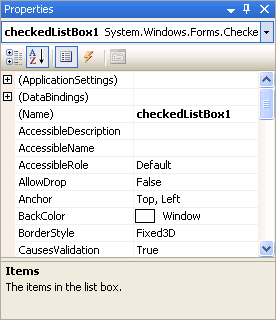 Properties
checkedListBox1 System.Windows.Forms.Checke
(ApplicationSettings)
(DataBindings)
(Name) checkedListBox1
AccessibleDescription
AccessibleName
AccessibleRole Default
AllowDrop False
Anchor Top, Left
BackColor Window
BorderStyle Fixed3D
CausesValidation True
Items
The items in the list box.